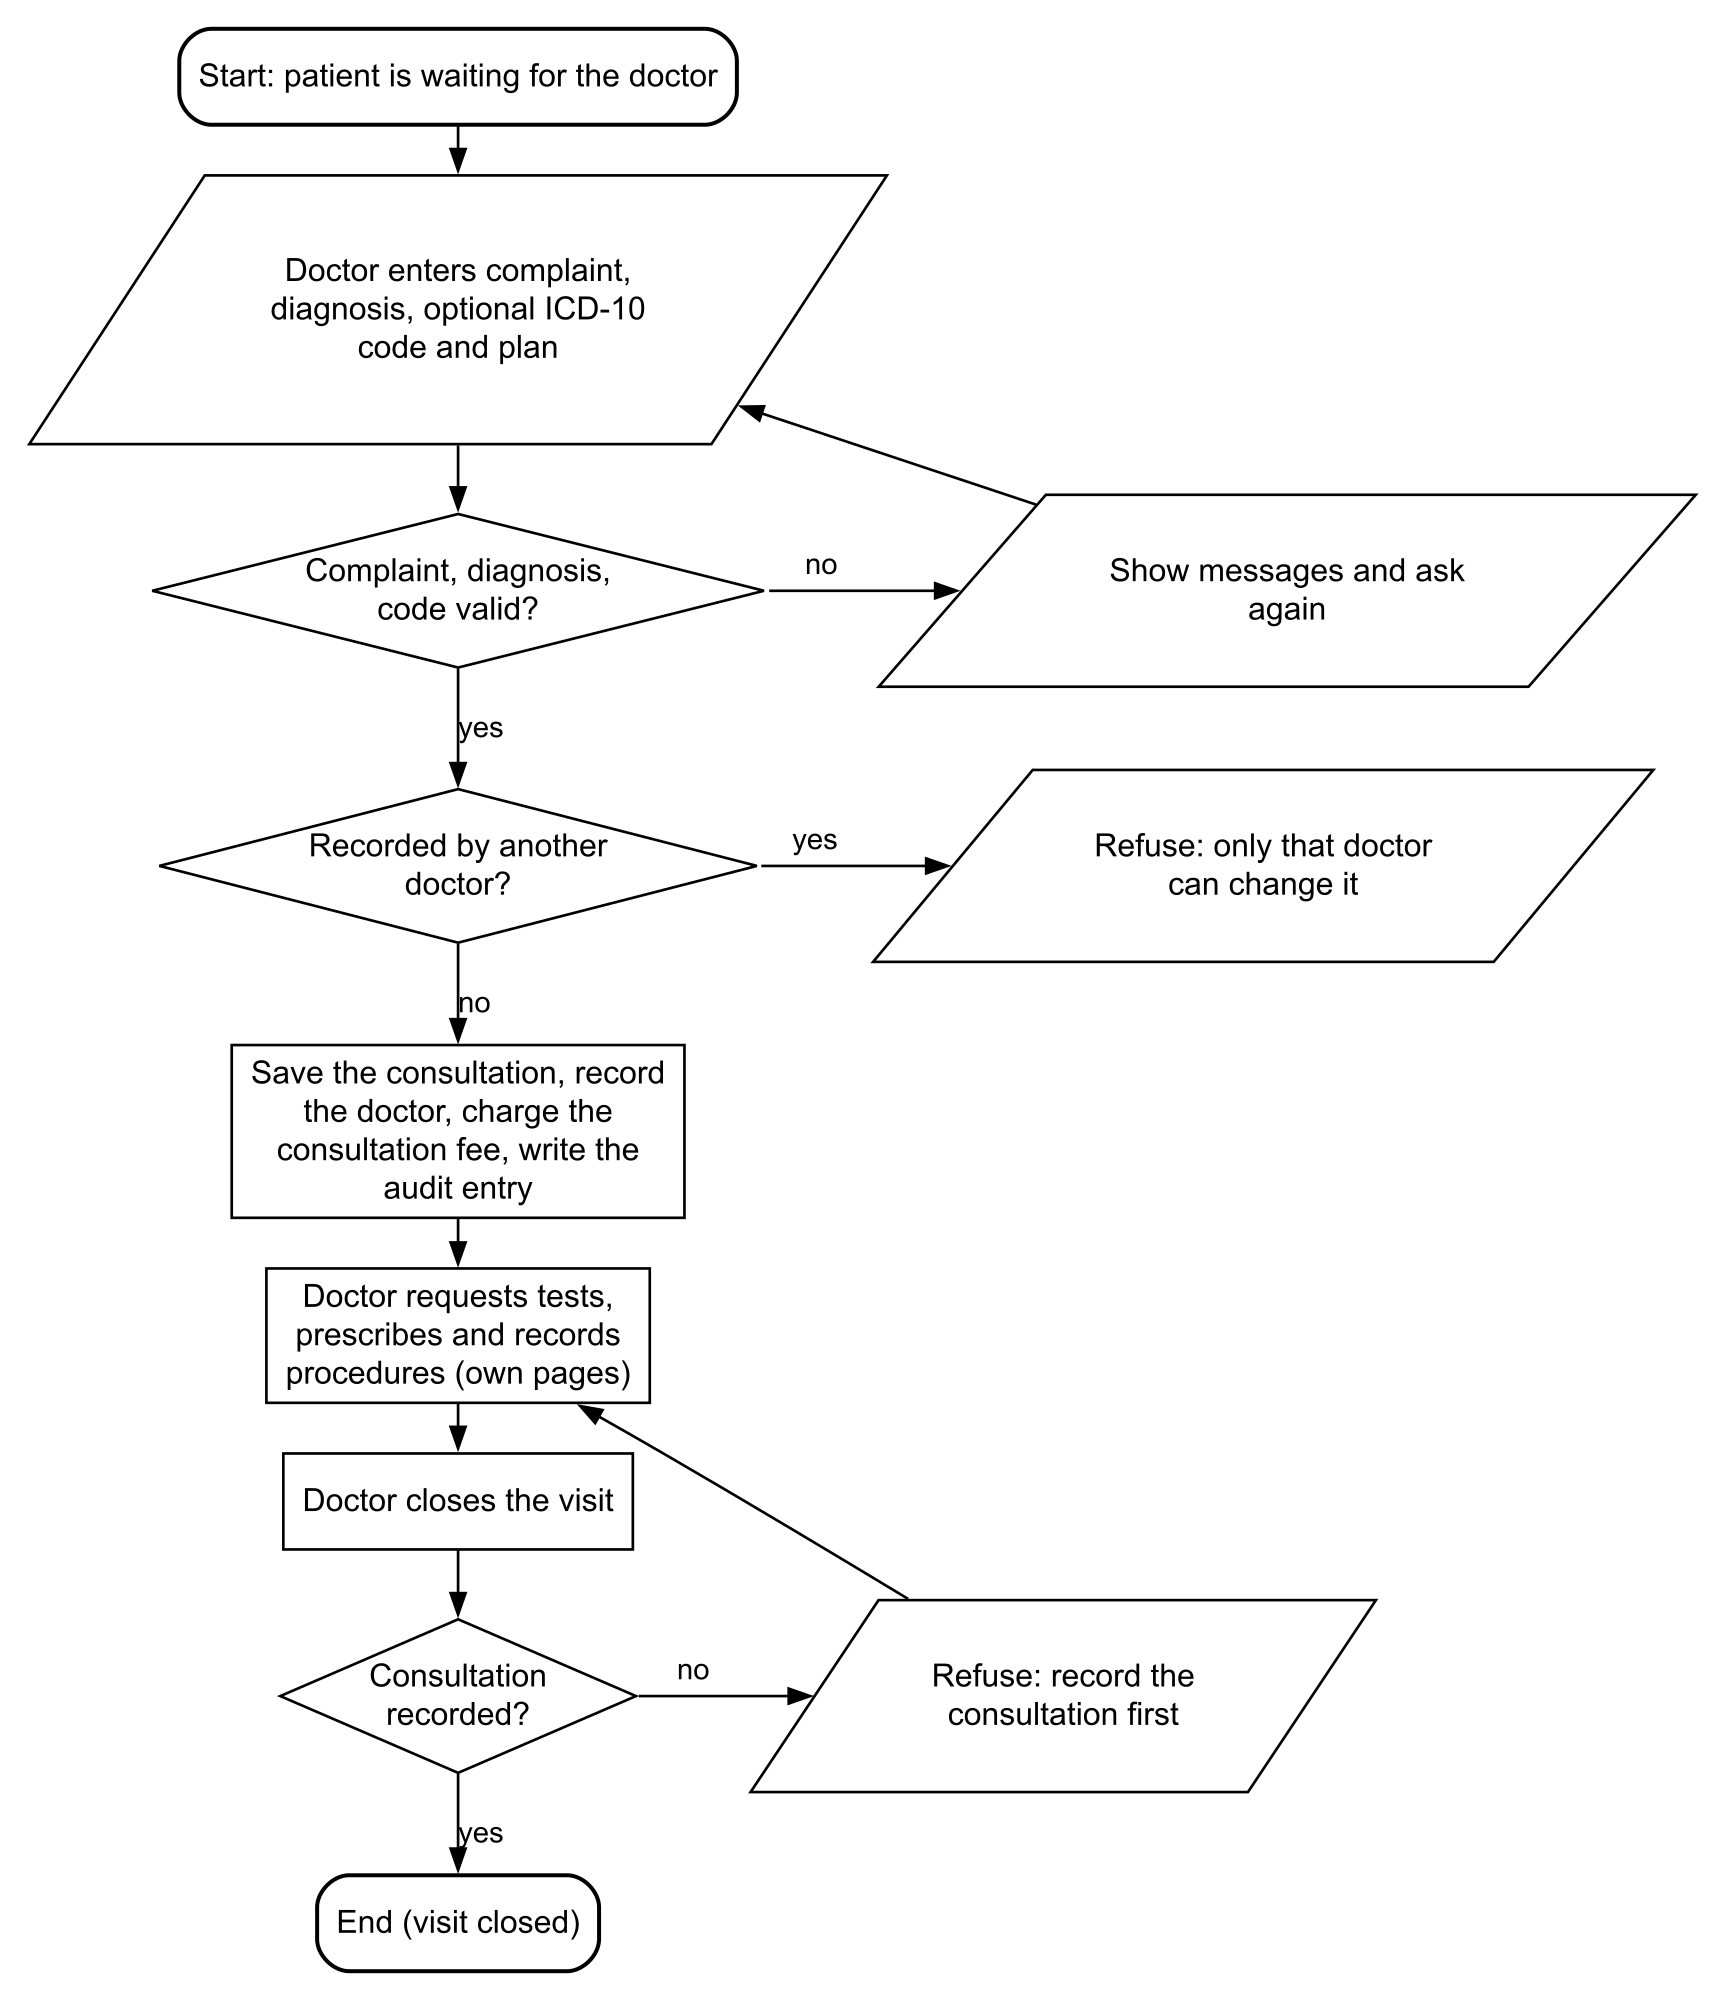 Start: patient is waiting for the doctor
Doctor enters complaint,
diagnosis, optional ICD-10
code and plan
Complaint, diagnosis,
code valid?
no
Show messages and ask
again
yes
Recorded by another
doctor?
yes
Refuse: only that doctor
can change it
no
Save the consultation, record
the doctor, charge the
consultation fee, write the
audit entry
Doctor requests tests,
prescribes and records
procedures (own pages)
Doctor closes the visit
Consultation
recorded?
no
Refuse: record the
consultation first
yes
End (visit closed)